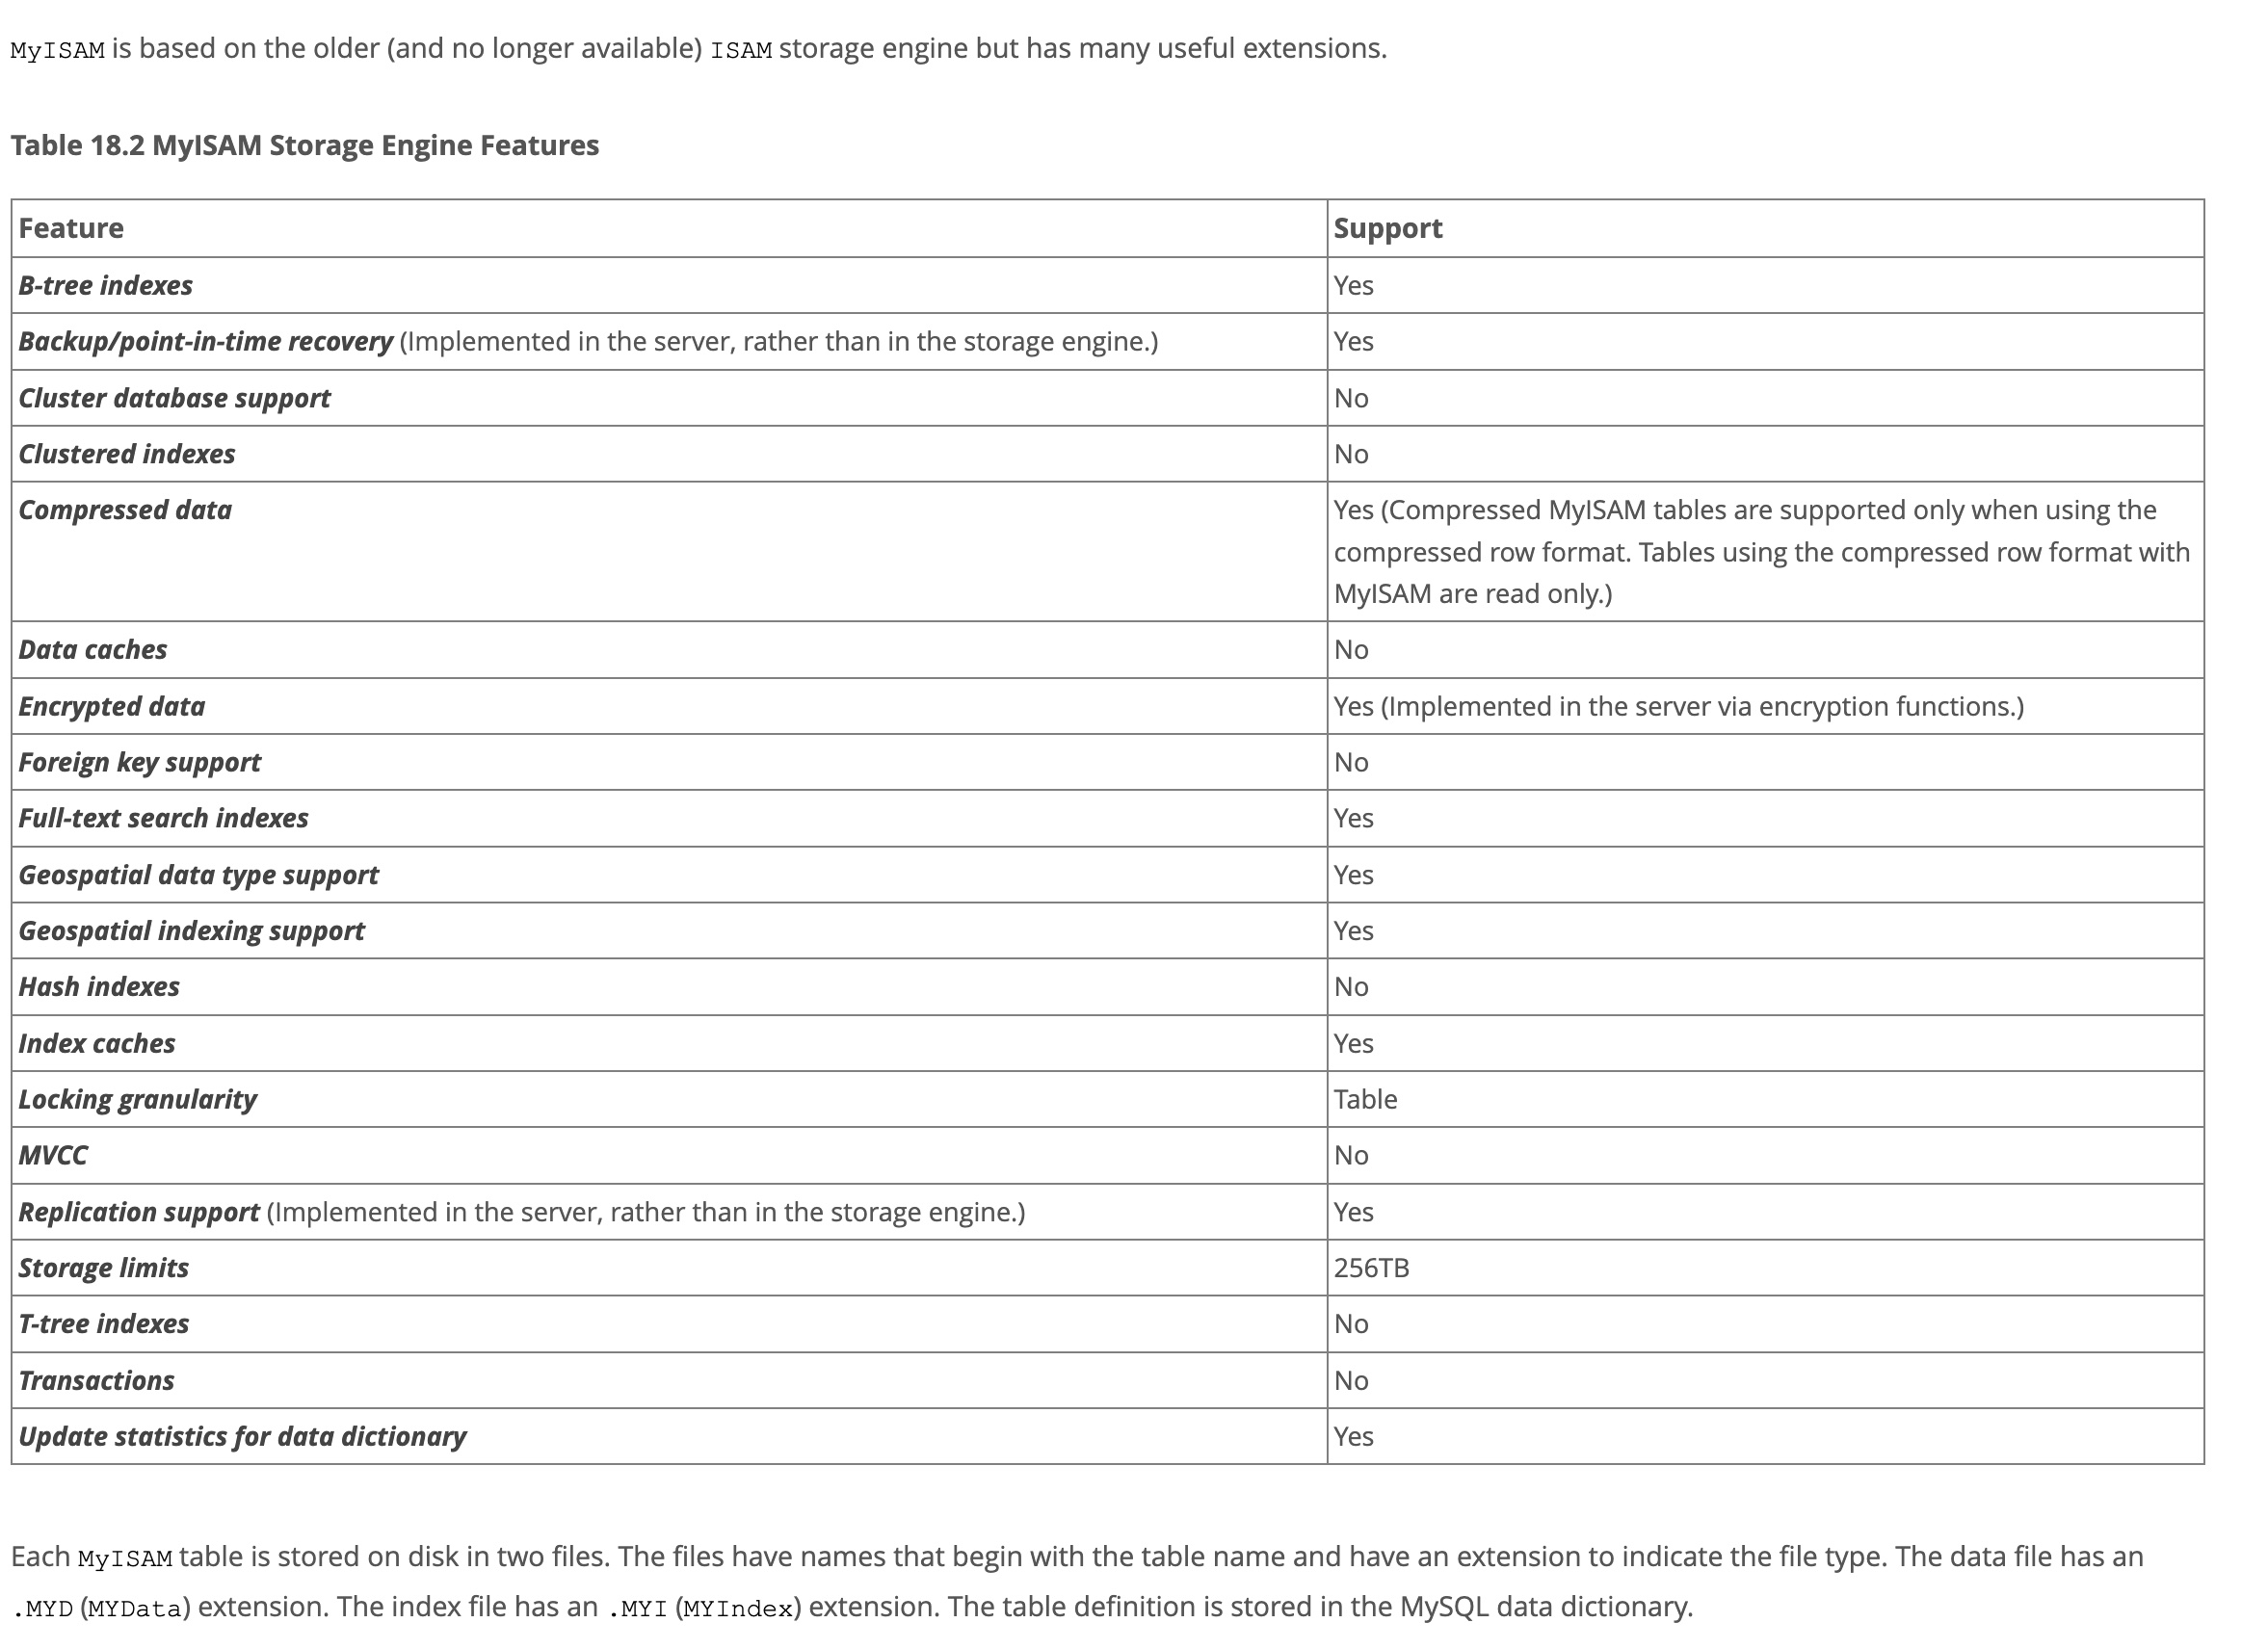 MyISAM is based on the older (and no longer available) ISAM storage engine but has many useful extensions.
Table 18.2 MyISAM Storage Engine Features
Feature Support
B-tree indexes Yes
Backup/point-in-time recovery (Implemented in the server, rather than in the storage engine.) Yes
Cluster database support No
Clustered indexes No
Compressed data Yes (Compressed MyISAM tables are supported only when using the
compressed row format. Tables using the compressed row format with
MyISAM are read only.)
Data caches No
Encrypted data Yes (Implemented in the server via encryption functions.)
Foreign key support No
Full-text search indexes Yes
Geospatial data type support Yes
Geospatial indexing support Yes
Hash indexes No
Index caches Yes
Locking granularity Table
MVCC No
Replication support (Implemented in the server, rather than in the storage engine.) Yes
Storage limits 256TB
T-tree indexes No
Transactions No
Update statistics for data dictionary Yes
Each MyISAM table is stored on disk in two files. The files have names that begin with the table name and have an extension to indicate the file type. The data file has an
.MYD (MYData) extension. The index file has an .MYI (MYIndex) extension. The table definition is stored in the MySQL data dictionary.